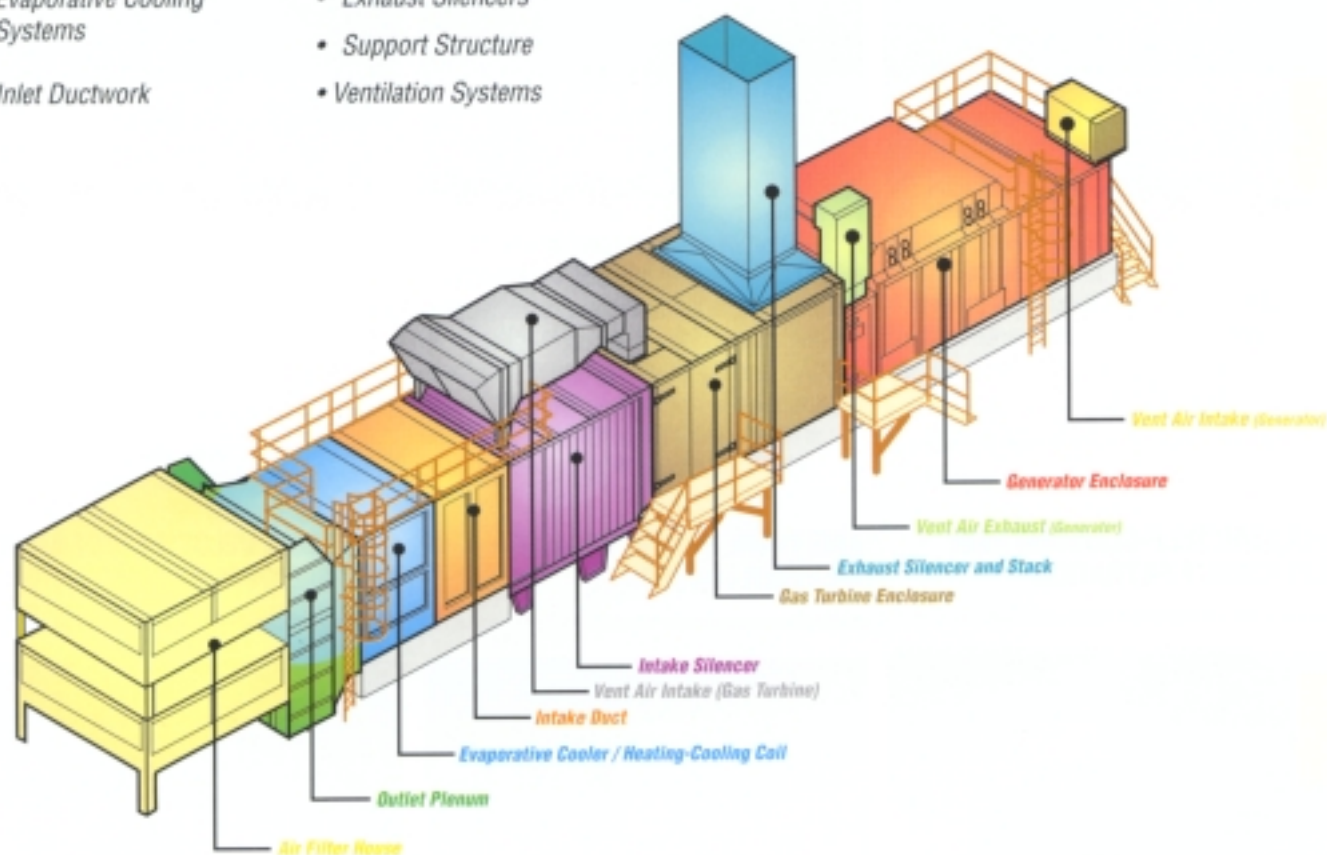 Evaporative Cooling
Systems
Inlet Ductwork
• Exhaust Silencers
• Support Structure
• Ventilation Systems
Vent Air Intake (Generator)
Generator Enclosure
Vent Air Exhaust (Generator)
Exhaust Silencer and Stack
Gas Turbine Enclosure
Intake Silencer
Vent Air Intake (Gas Turbine)
Intake Duct
Evaporative Cooler / Heating-Cooling Coil
Outlet Plenum
Air Filter House